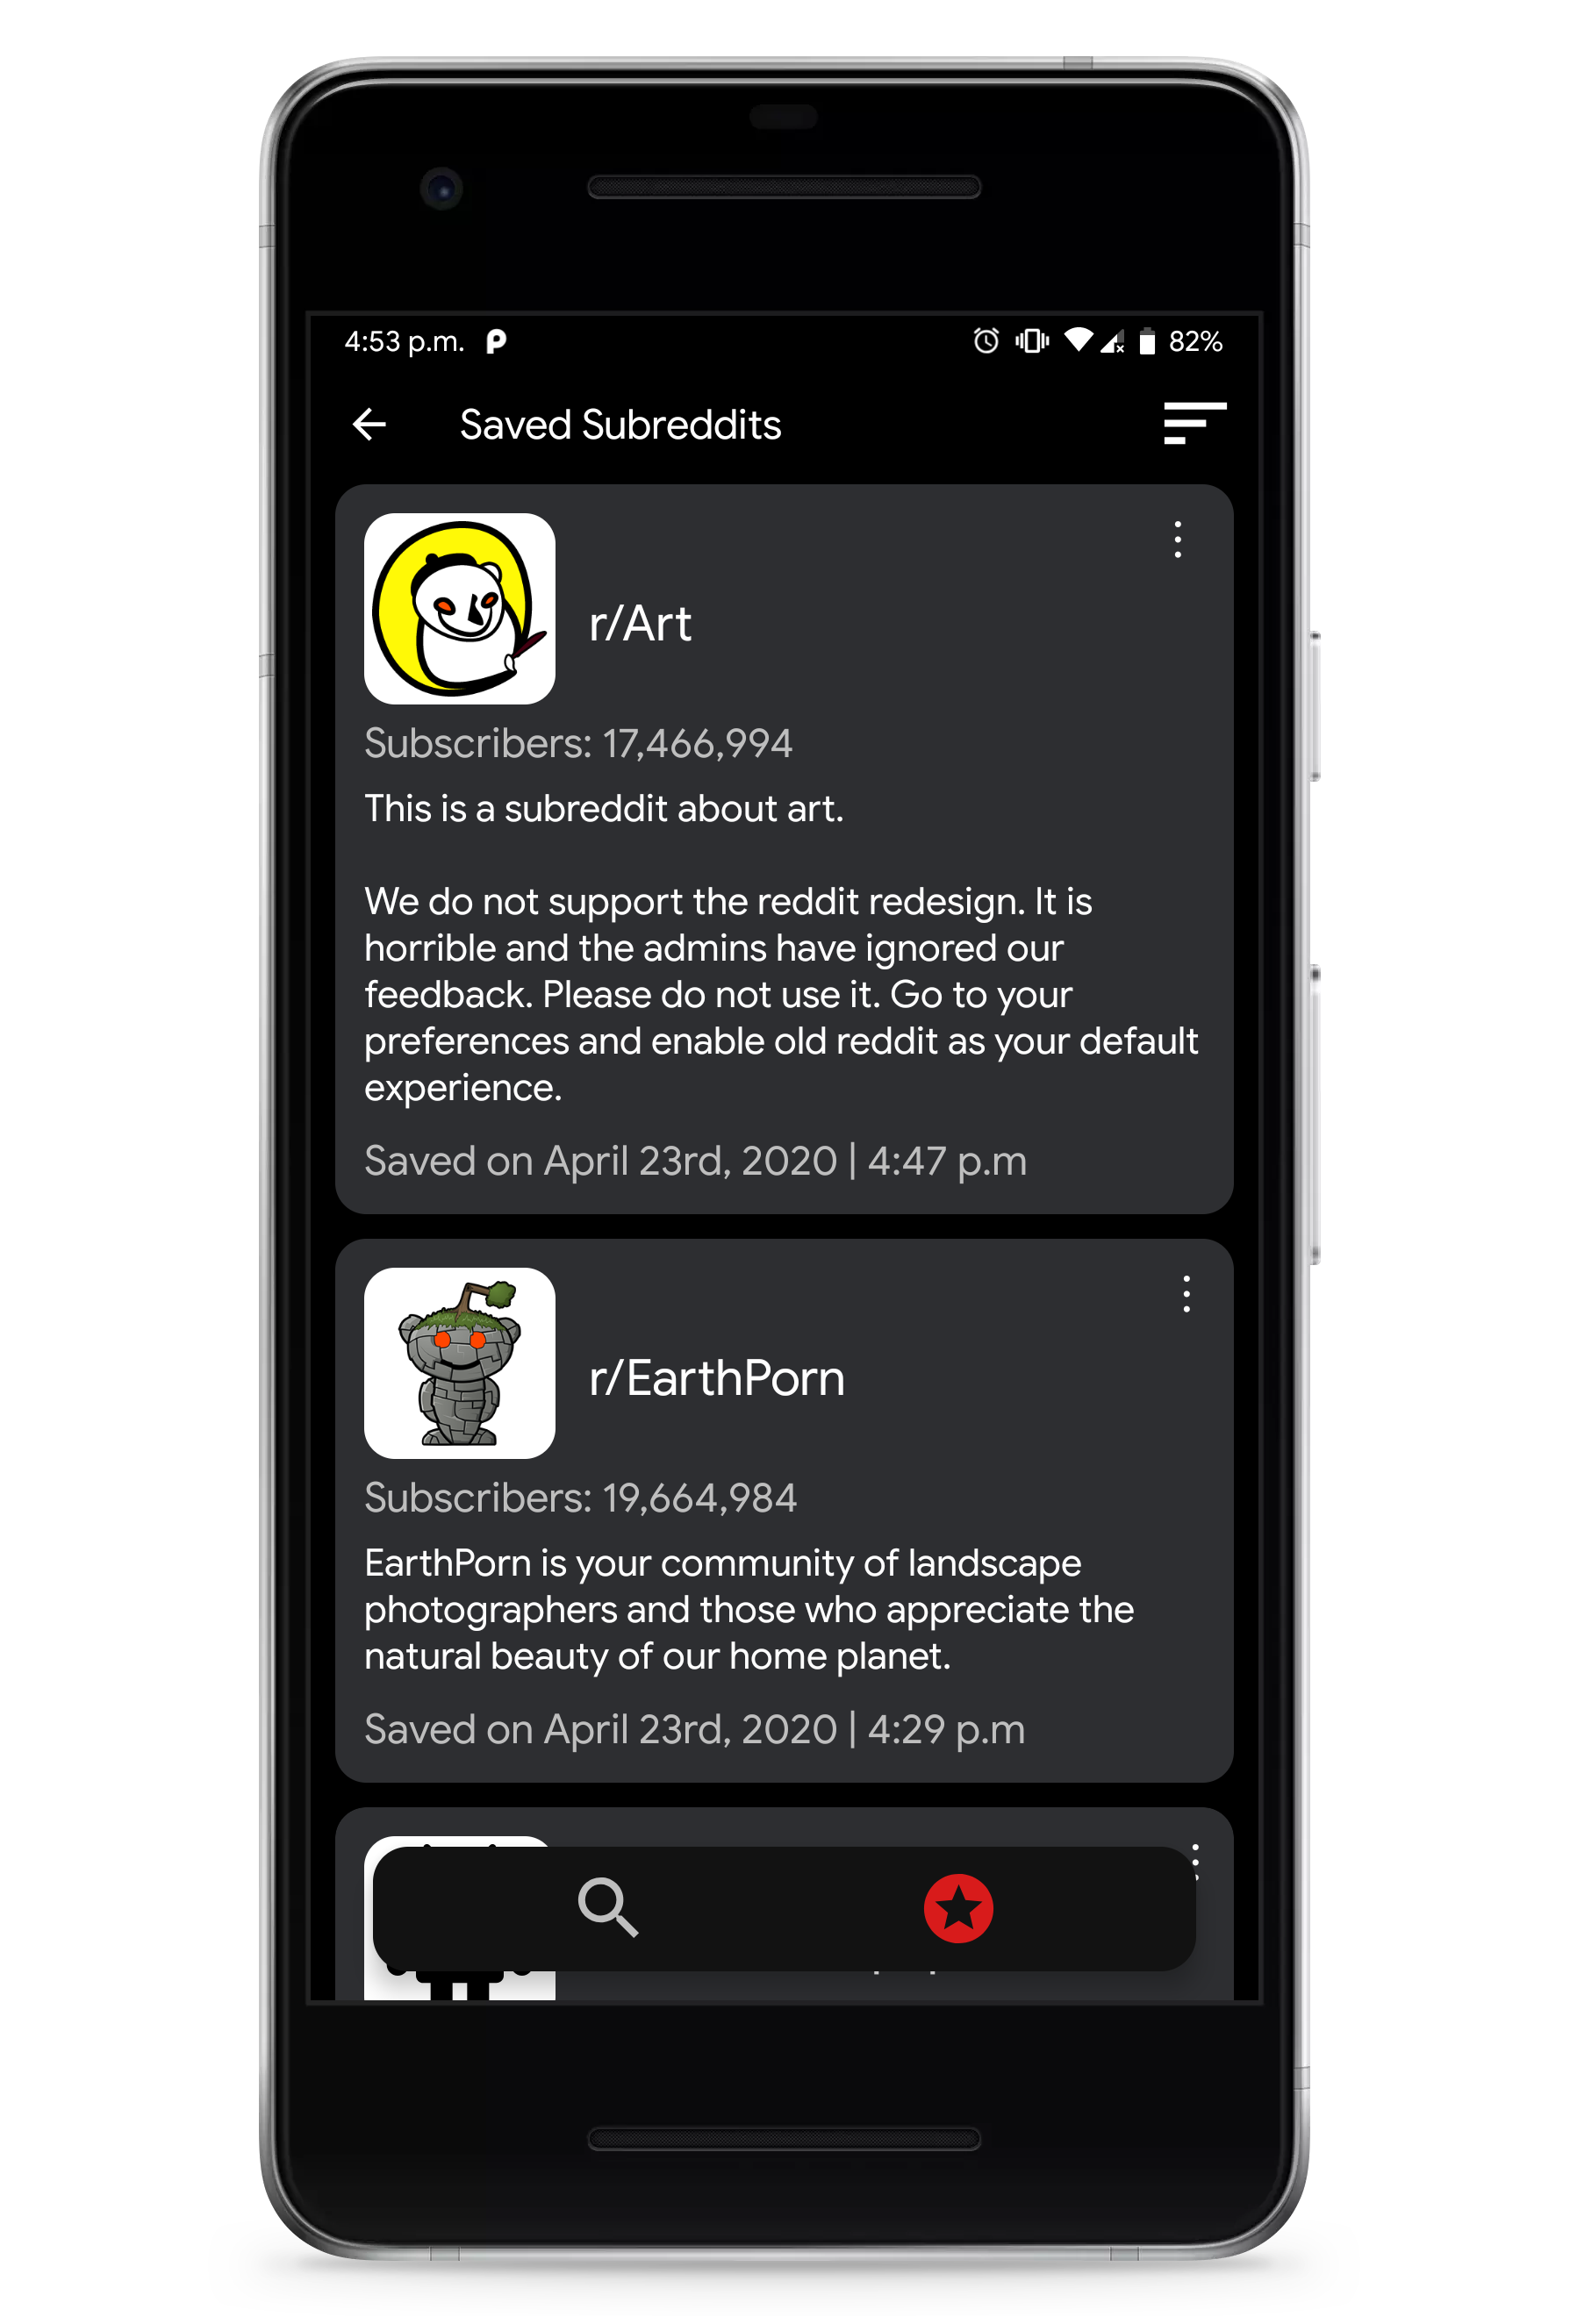 4:53 p.m.
82%
Saved Subreddits
r/Art
Subscribers: 17,466,994
This is a subreddit about art.
We do not support the reddit redesign. It is
horrible and the admins have ignored our
feedback. Please do not use it. Go to your
preferences and enable old reddit as your default
experience.
Saved on April 23rd, 2020 | 4:47 p.m
r/EarthPorn
Subscribers: 19,664,984
EarthPorn is your community of landscape
photographers and those who appreciate the
natural beauty of our home planet.
Saved on April 23rd, 2020 | 4:29 p.m